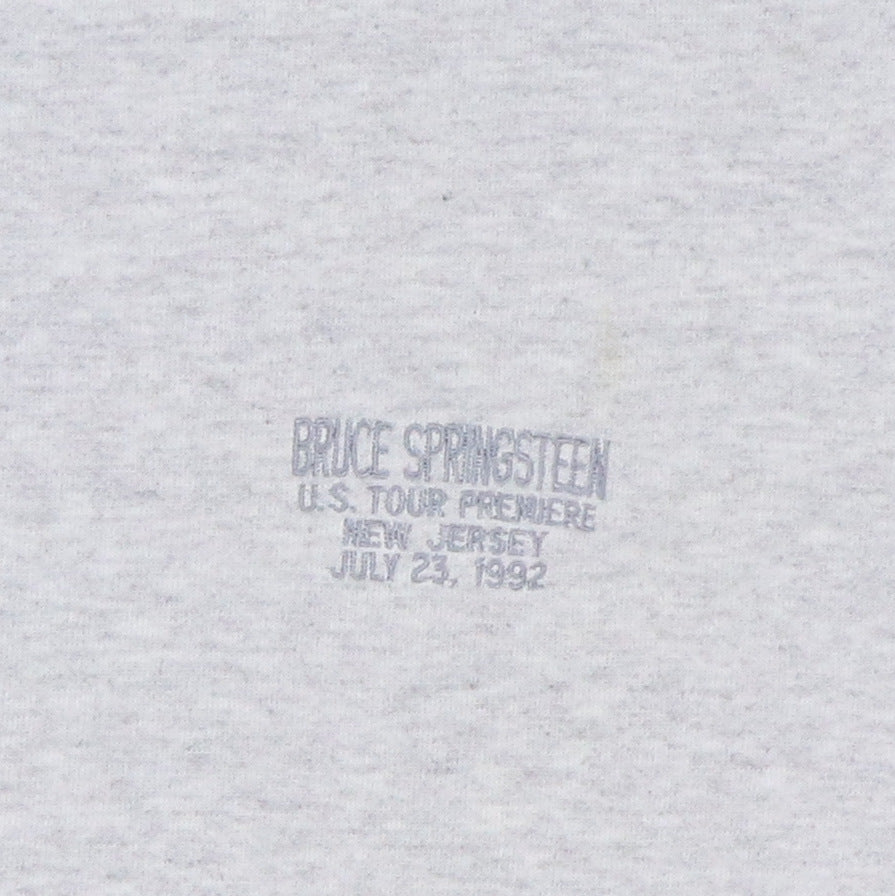 BRUCE SPRINGSTEEN
U.S. TOUR PREMIERE
NEW JERSEY
JULY 23, 1992